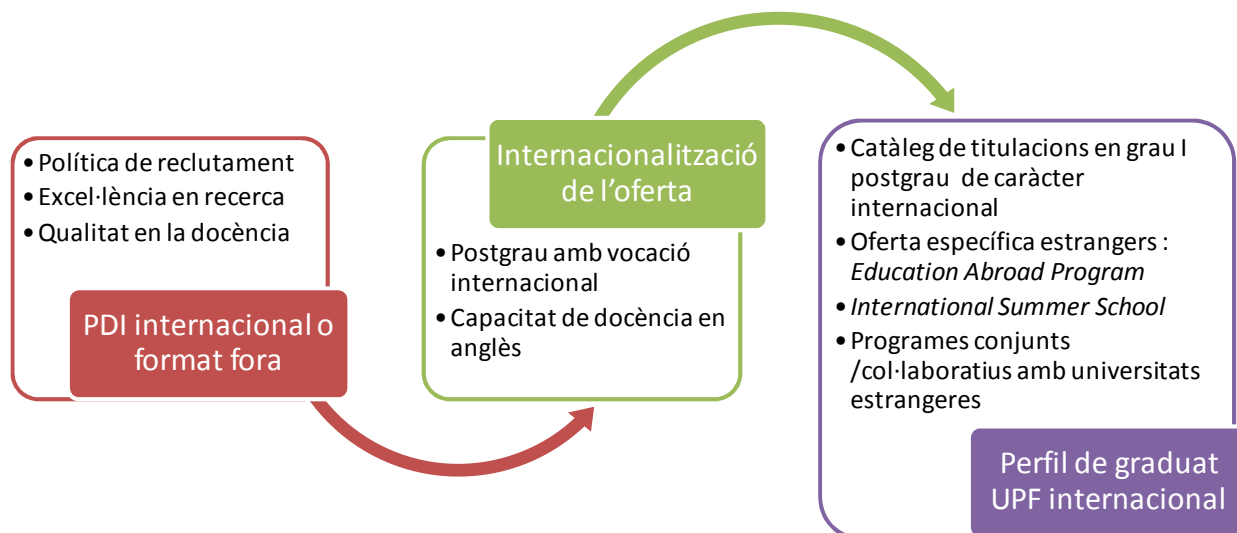 • Política de reclutament
• Excel·lència en recerca
• Qualitat en la docència
PDI internacional o
format fora
Internacionalització
de l’oferta
• Postgrau amb vocació
internacional
• Capacitat de docència en
anglès
• Catàleg de titulacions en grau I
postgrau de caràcter
internacional
• Oferta específica estrangers :
Education Abroad Program
• International Summer School
• Programes conjunts
/col·laboratius amb universitats
estrangeres
Perfil de graduat
UPF internacional